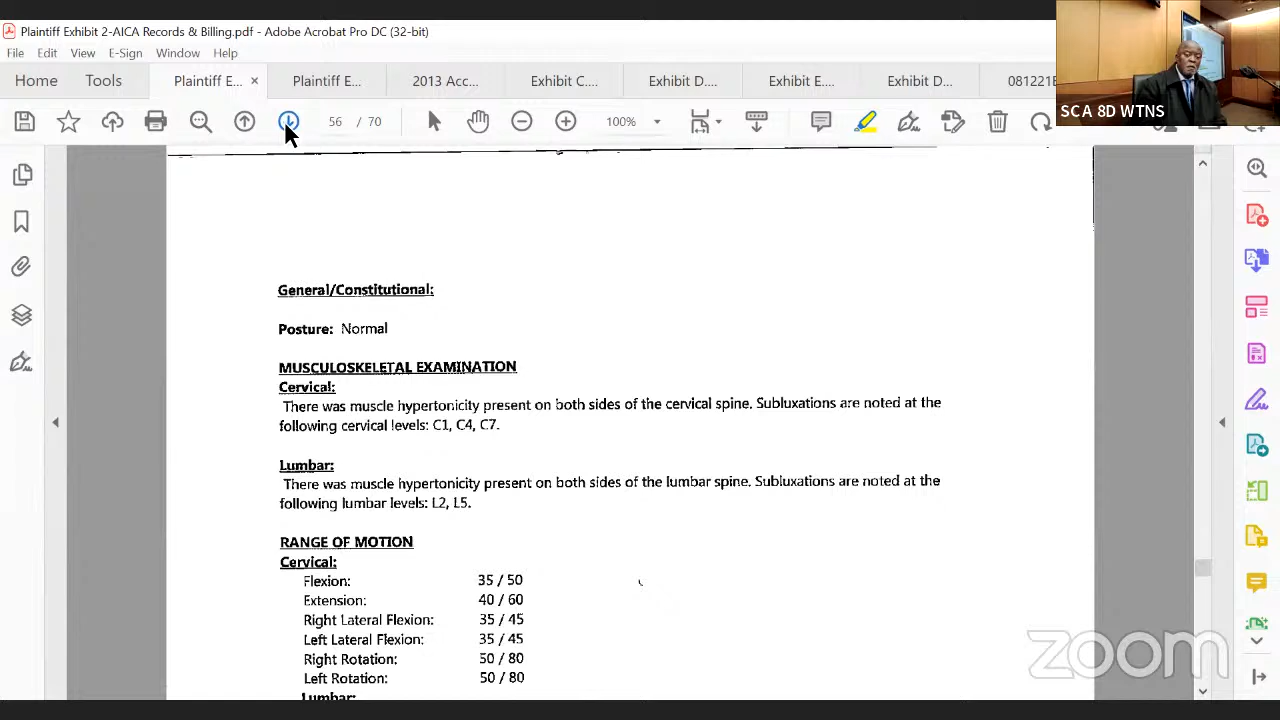 Plaintiff Exhibit 2-AICA Records & Billing.pdf - Adobe Acrobat Pro DC (32-bit)
File Edit View E-Sign Window Help
Home Tools Plaintiff E... × Plaintiff E... 2013 Acc... Exhibit C.... Exhibit D.... Exhibit E.... Exhibit D... 081221E
56 / 70 100%
SCA 8D WTNS
General/Constitutional:
Posture: Normal
MUSCULOSKELETAL EXAMINATION
Cervical:
There was muscle hypertonicity present on both sides of the cervical spine. Subluxations are noted at the
following cervical levels: C1, C4, C7.
Lumbar:
There was muscle hypertonicity present on both sides of the lumbar spine. Subluxations are noted at the
following lumbar levels: L2, L5.
RANGE OF MOTION
Cervical:
Flexion: 35 / 50
Extension: 40 / 60
Right Lateral Flexion: 35 / 45
Left Lateral Flexion: 35 / 45
Right Rotation: 50 / 80
Left Rotation: 50 / 80
Lumbar:
zoom